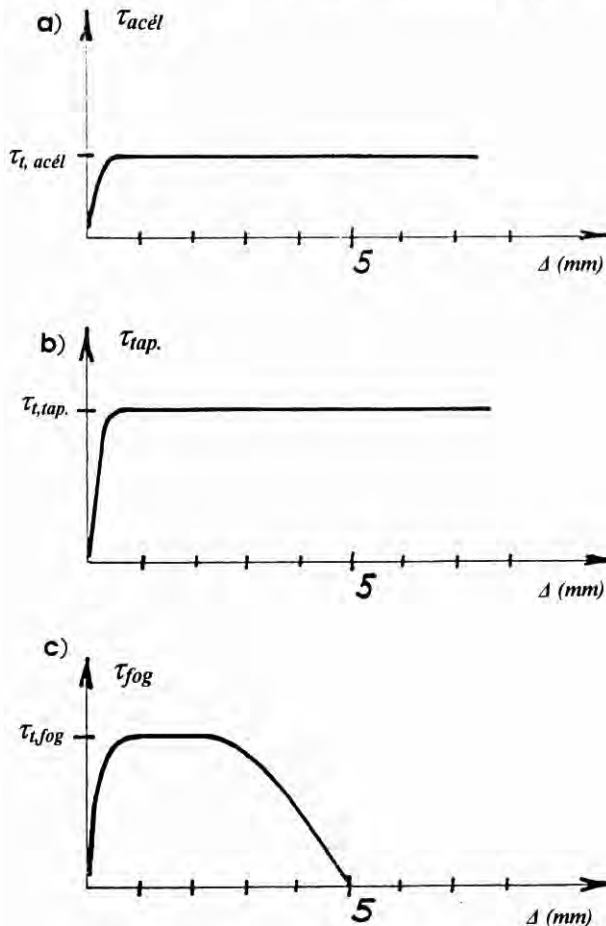 a) τacél
τt, acél
5 Δ (mm)
b) τtap.
τt,tap.
5 Δ (mm)
c) τfog
τt,fog
5 Δ (mm)